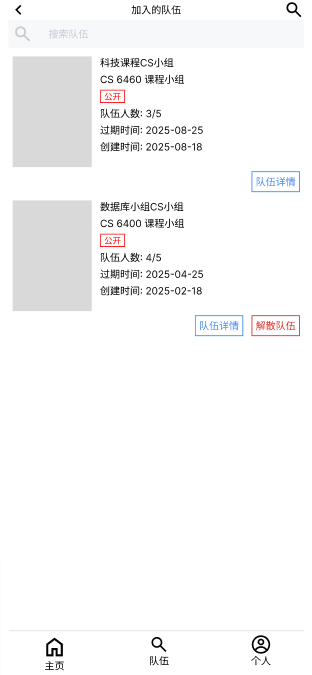 加入的队伍
搜索队伍
科技课程CS小组
CS 6460 课程小组
公开
队伍人数: 3/5
过期时间: 2025-08-25
创建时间: 2025-08-18
队伍详情
数据库小组CS小组
CS 6400 课程小组
公开
队伍人数: 4/5
过期时间: 2025-04-25
创建时间: 2025-02-18
队伍详情 解散队伍
主页 队伍 个人